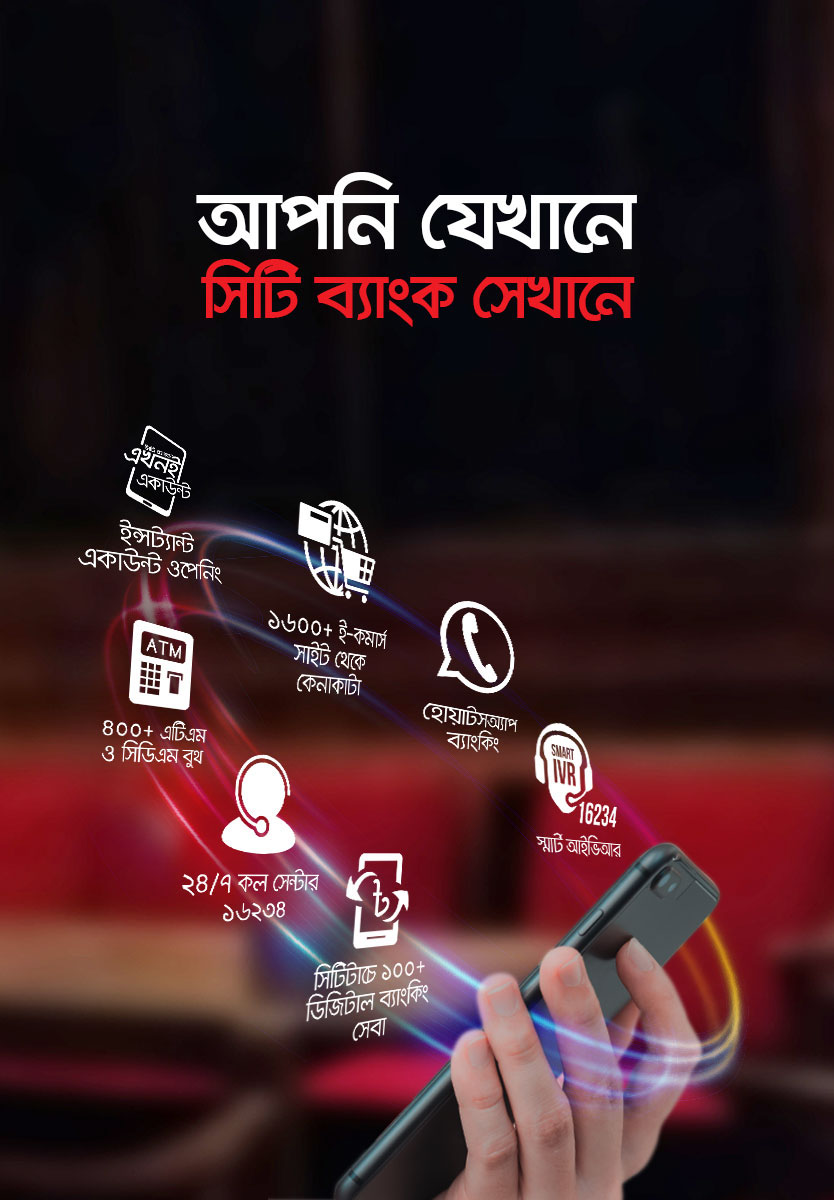 আপনি যেখানে
সিটি ব্যাংক সেখানে
এখনই
একাউন্ট
ইন্সট্যান্ট
একাউন্ট ওপেনিং
১৬০০+ ই-কমার্স
সাইট থেকে
কেনাকাটা
হোয়াটসঅ্যাপ
ব্যাংকিং
ATM
৪০০+ এটিএম
ও সিডিএম বুথ
SMART
IVR
16234
স্মার্ট আইভিআর
২৪/৭ কল সেন্টার
১৬২৩৪
৳
সিটিটাচে ১০০+
ডিজিটাল ব্যাংকিং
সেবা